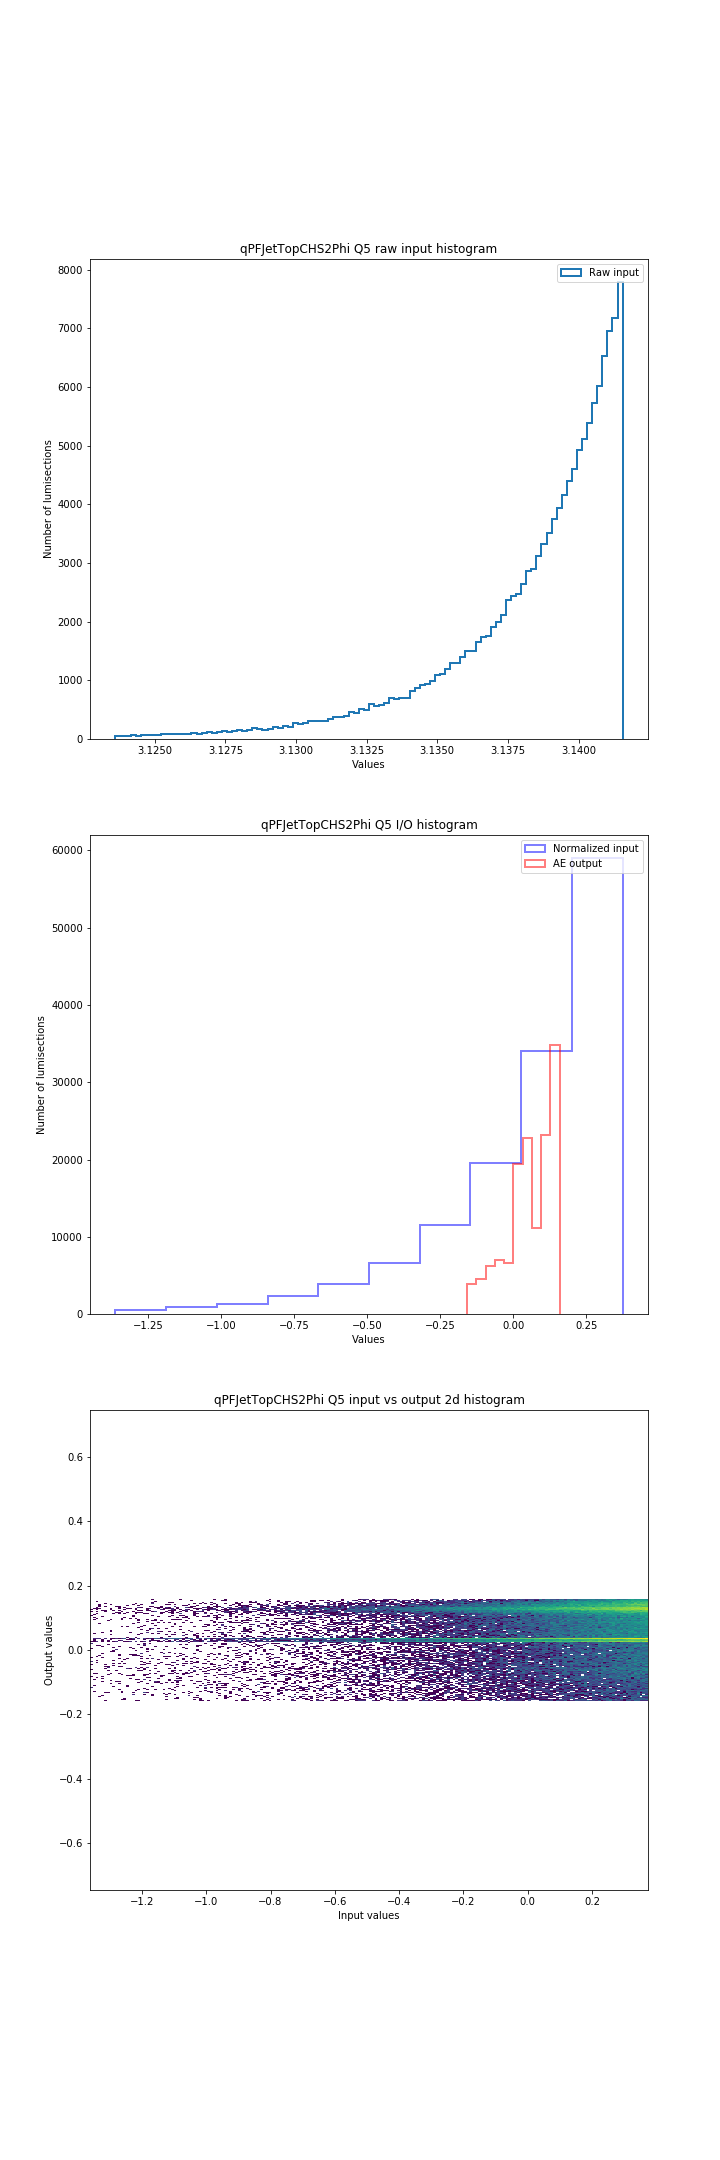 qPFJetTopCHS2Phi Q5 raw input histogram
Raw input
8000
7000
6000
5000
4000
3000
2000
1000
0
Number of lumisections
3.1250 3.1275 3.1300 3.1325 3.1350 3.1375 3.1400
Values
qPFJetTopCHS2Phi Q5 I/O histogram
Normalized input
AE output
60000
50000
40000
30000
20000
10000
0
Number of lumisections
−1.25 −1.00 −0.75 −0.50 −0.25 0.00 0.25
Values
qPFJetTopCHS2Phi Q5 input vs output 2d histogram
0.6
0.4
0.2
0.0
−0.2
−0.4
−0.6
Output values
−1.2 −1.0 −0.8 −0.6 −0.4 −0.2 0.0 0.2
Input values